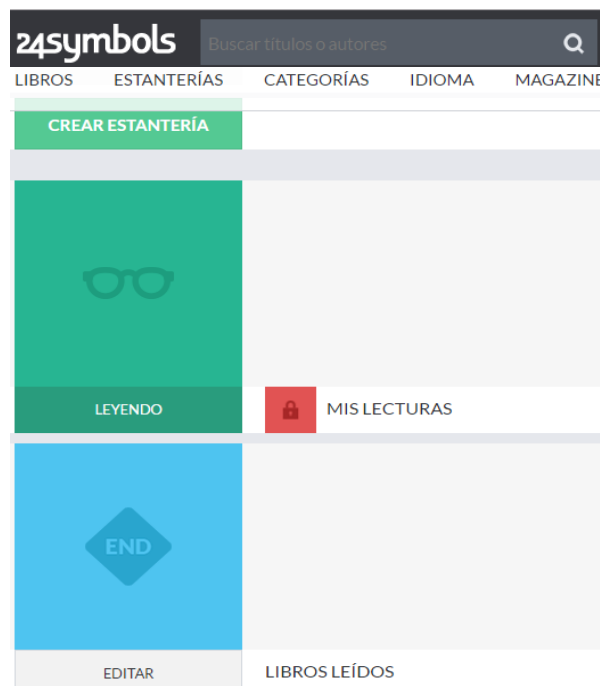 24symbols
Buscar títulos o autores
LIBROS ESTANTERÍAS CATEGORÍAS IDIOMA MAGAZINE
CREAR ESTANTERÍA
LEYENDO
MIS LECTURAS
END
EDITAR
LIBROS LEÍDOS